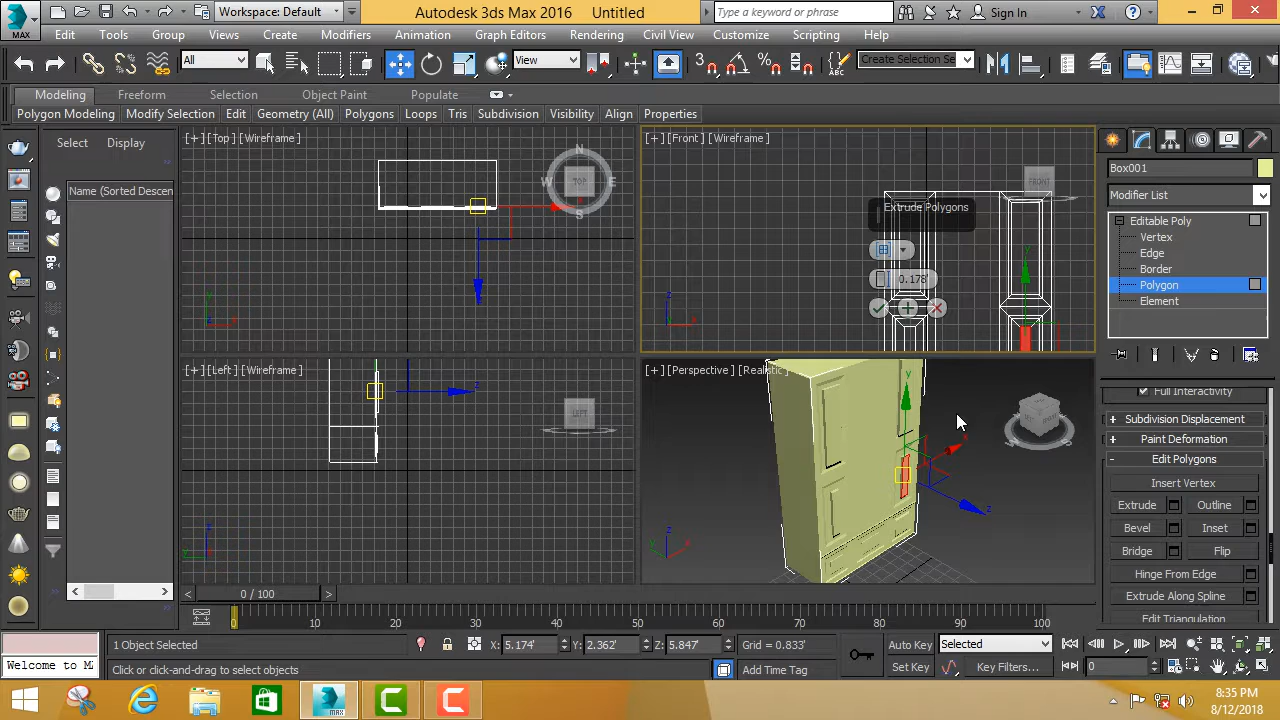 MAX
Workspace: Default
Autodesk 3ds Max 2016 Untitled
Type a keyword or phrase
Sign In
Edit Tools Group Views Create Modifiers Animation Graph Editors Rendering Civil View Customize Scripting Help
All
View
Create Selection Se
Modeling Freeform Selection Object Paint Populate
Polygon Modeling Modify Selection Edit Geometry (All) Polygons Loops Tris Subdivision Visibility Align Properties
Select Display
Name (Sorted Descen
[+][Top][Wireframe]
N
W TOP E
S
[+][Front][Wireframe]
FRONT
Extrude Polygons
0.178'
[+][Left][Wireframe]
LEFT
[+][Perspective][Realistic]
Box001
Modifier List
Editable Poly
Vertex
Edge
Border
Polygon
Element
Full Interactivity
+ Subdivision Displacement
+ Paint Deformation
- Edit Polygons
Insert Vertex
Extrude Outline
Bevel Inset
Bridge Flip
Hinge From Edge
Extrude Along Spline
Edit Triangulation
< 0 / 100 >
0 10 20 30 40 50 60 70 80 90 100
1 Object Selected
X: 5.174' Y: 2.362' Z: 5.847'
Grid = 0.833'
Auto Key
Selected
Welcome to M
Click or click-and-drag to select objects
Add Time Tag
Set Key
Key Filters...
0
8:35 PM
8/12/2018